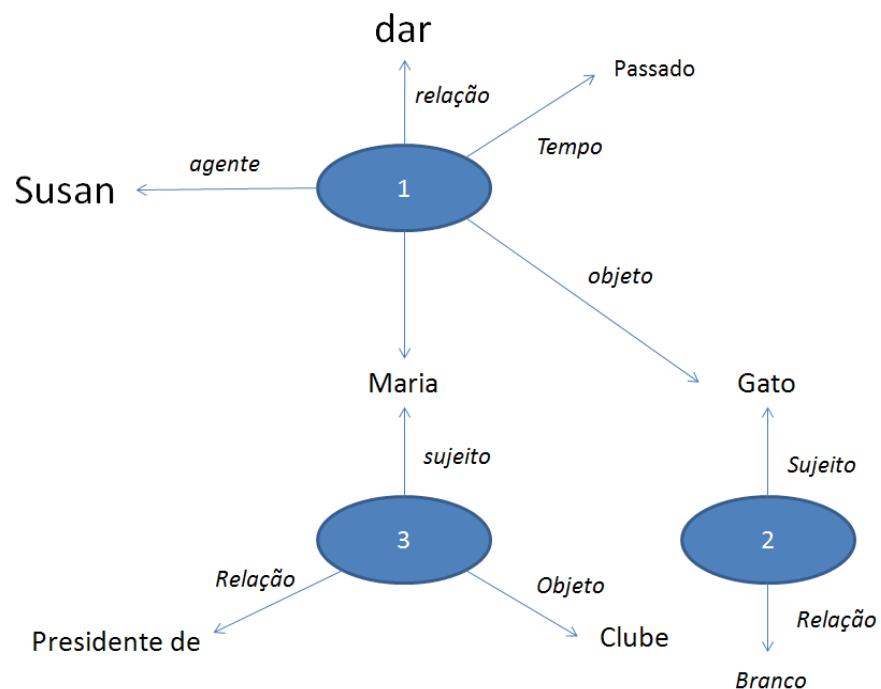 dar
Passado
relação
Tempo
agente
Susan
1
objeto
Maria
Gato
sujeito
Sujeito
3
2
Relação
Objeto
Relação
Presidente de
Clube
Branco